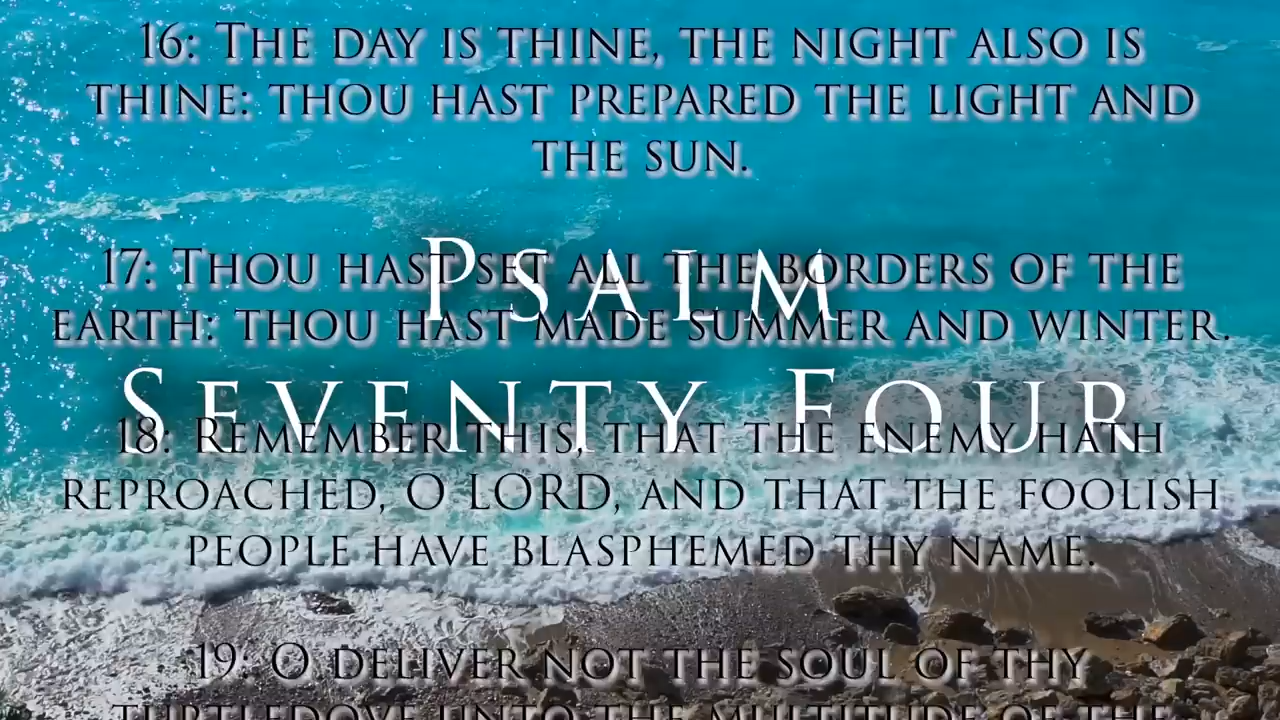 16: The day is thine, the night also is
thine: thou hast prepared the light and
the sun.
17: Thou hast set all the borders of the
earth: thou hast made summer and winter.
Psalm
Seventy Four
18: Remember this, that the enemy hath
reproached, O LORD, and that the foolish
people have blasphemed thy name.
19: O deliver not the soul of thy
turtledove unto the multitude of the